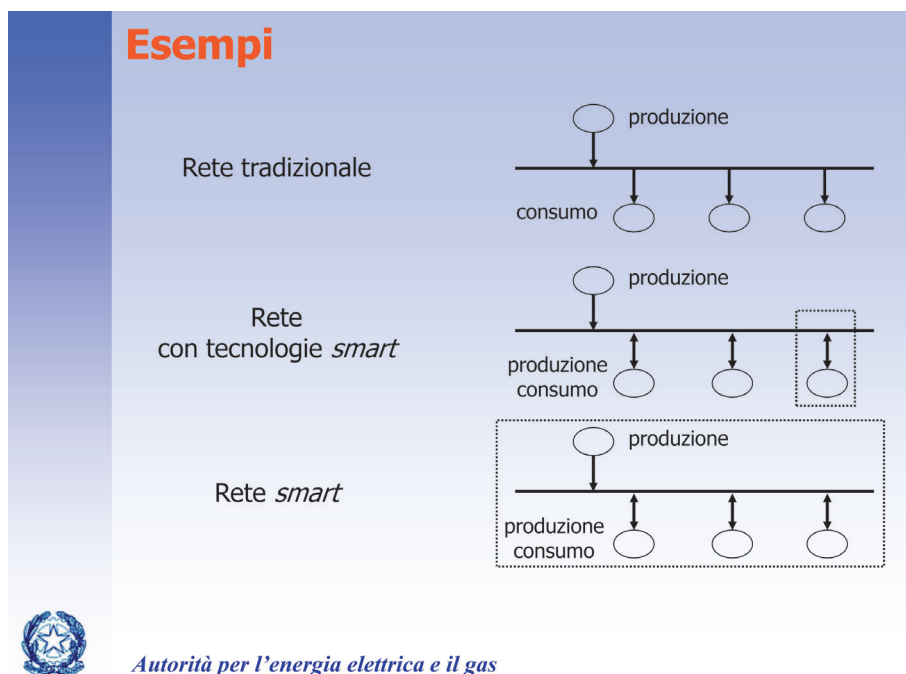 Esempi
produzione
Rete tradizionale
consumo
produzione
Rete
con tecnologie smart
produzione
consumo
produzione
Rete smart
produzione
consumo
Autorità per l'energia elettrica e il gas